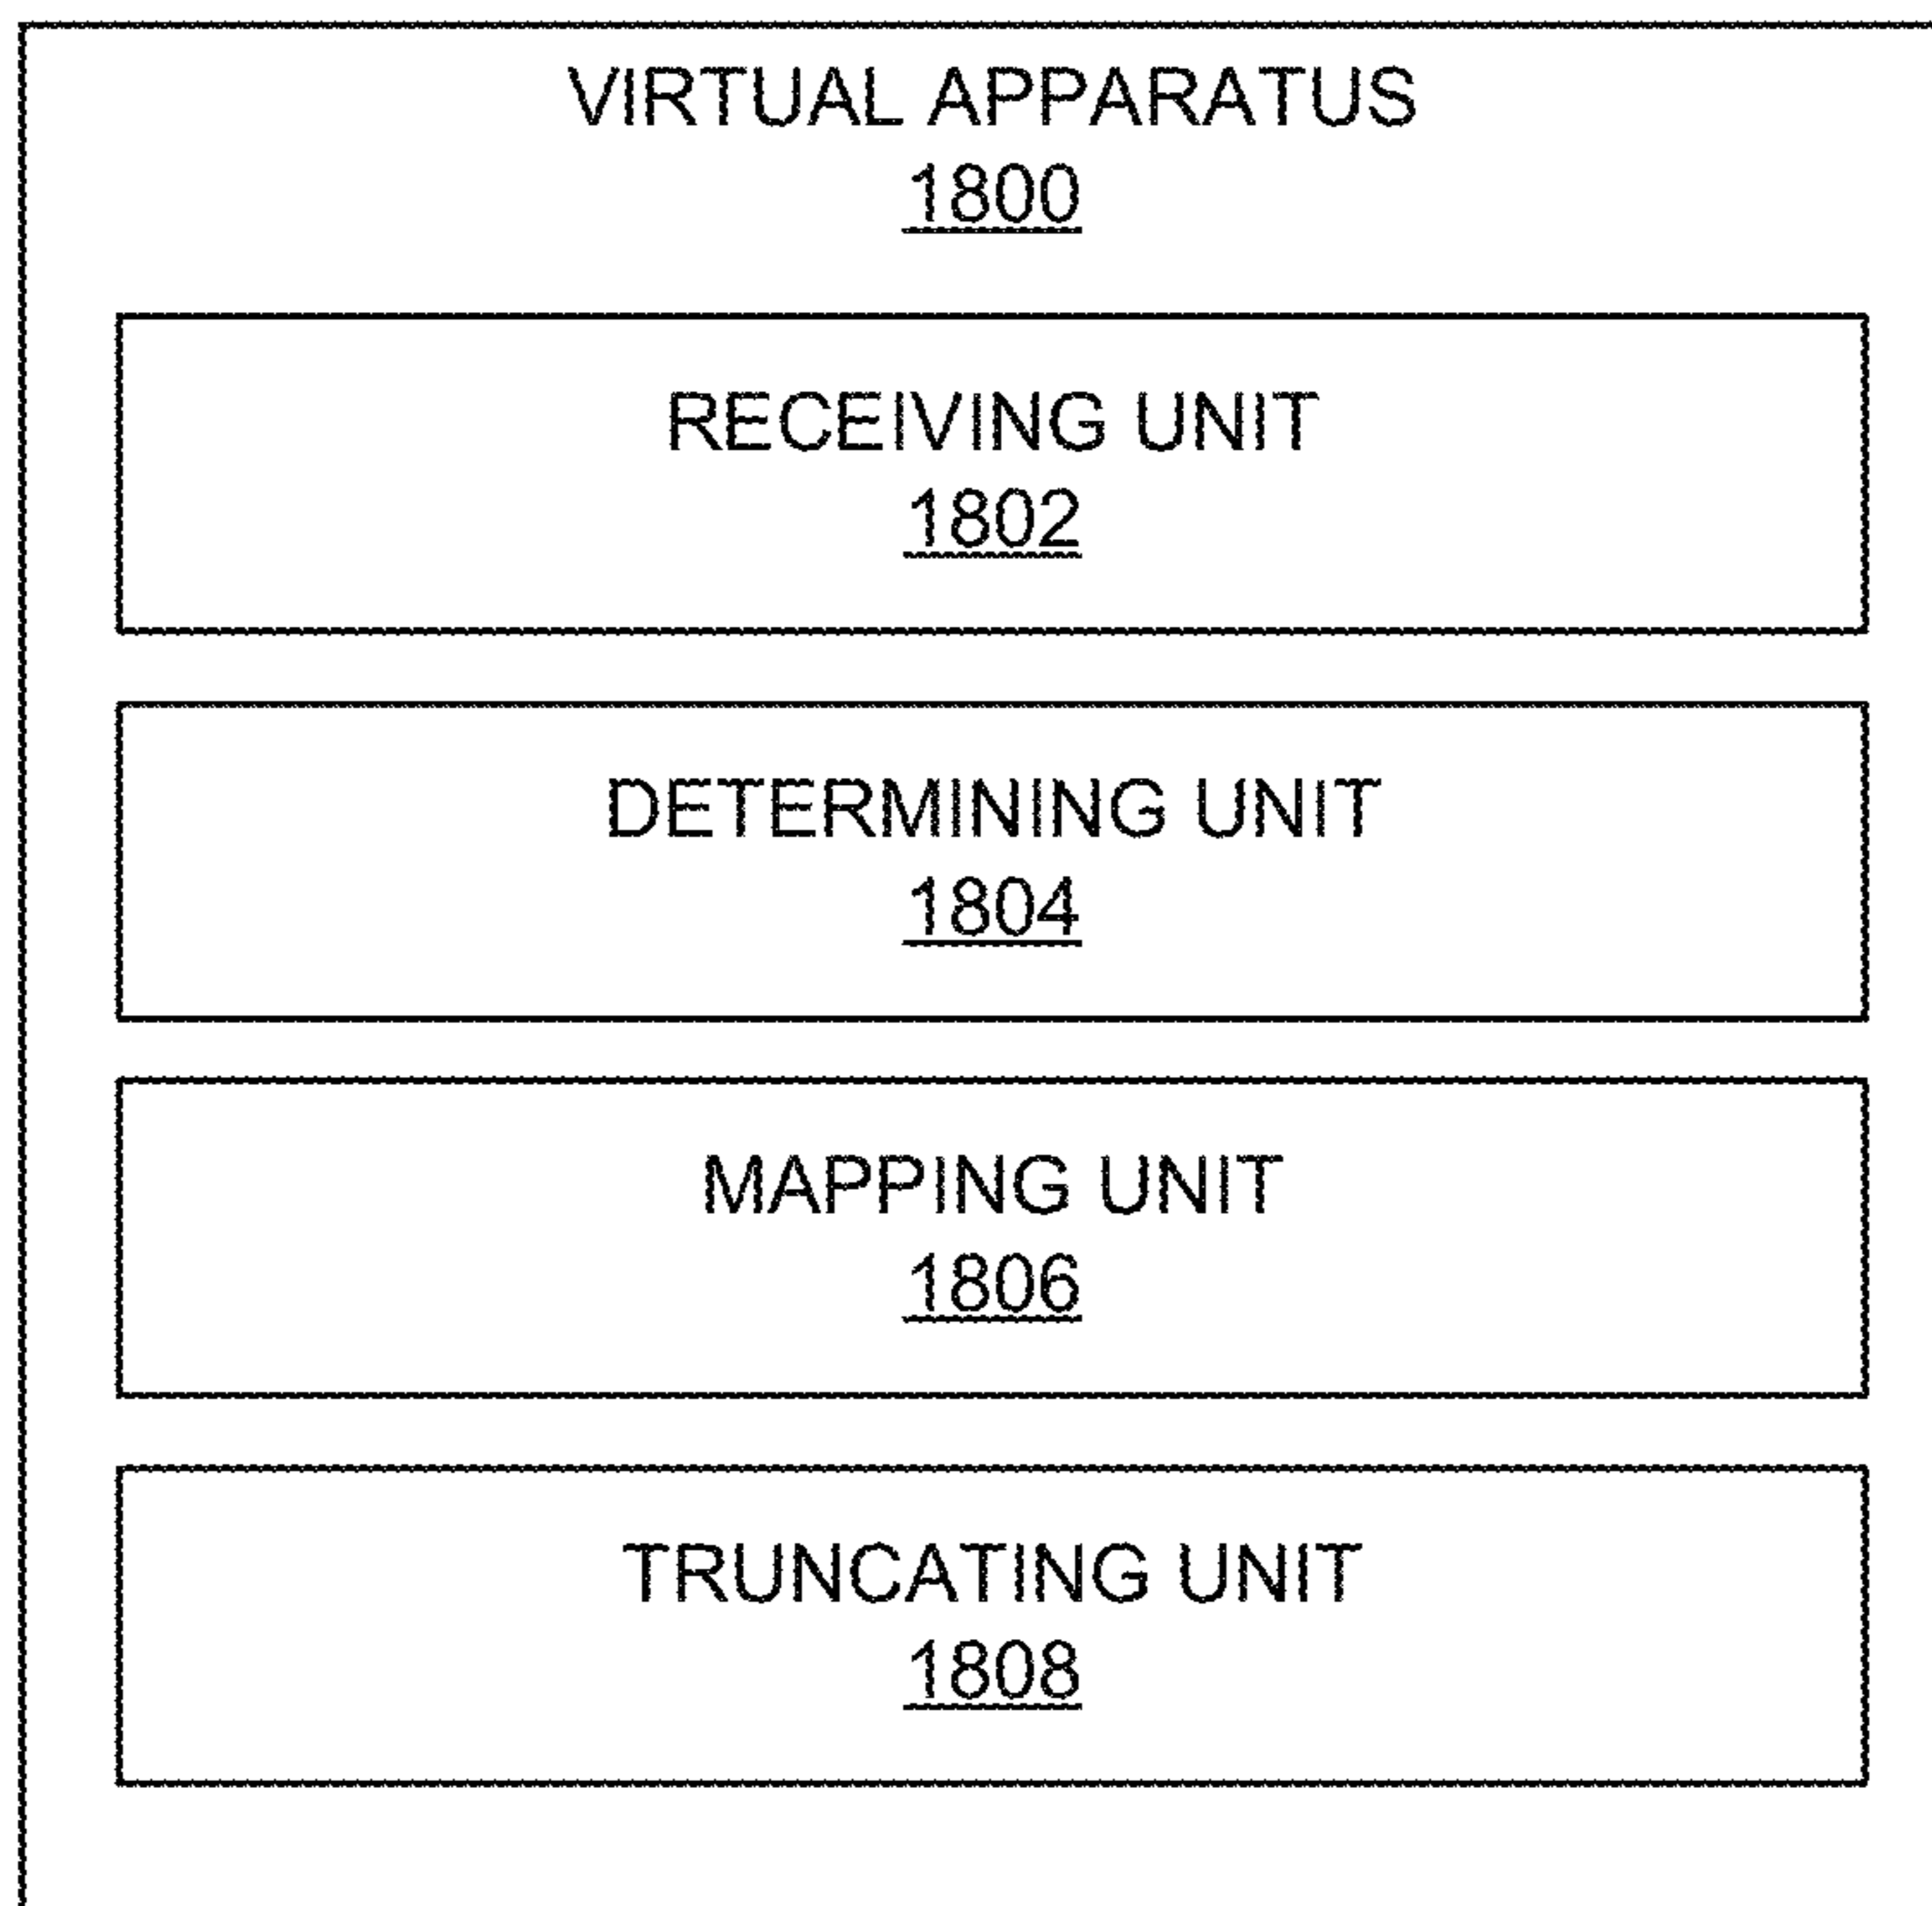 VIRTUAL APPARATUS
1800
RECEIVING UNIT
1802
DETERMINING UNIT
1804
MAPPING UNIT
1806
TRUNCATING UNIT
1808